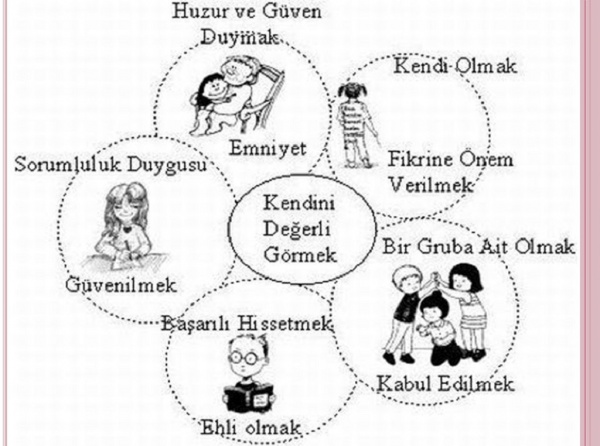 Huzur ve Güven
Duymak
Emniyet
Kendi Olmak
Fikrine Önem
Verilmek
Sorumluluk Duygusu
Güvenilmek
Kendini
Değerli
Görmek
Bir Gruba Ait Olmak
Kabul Edilmek
Başarılı Hissetmek
Ehli olmak